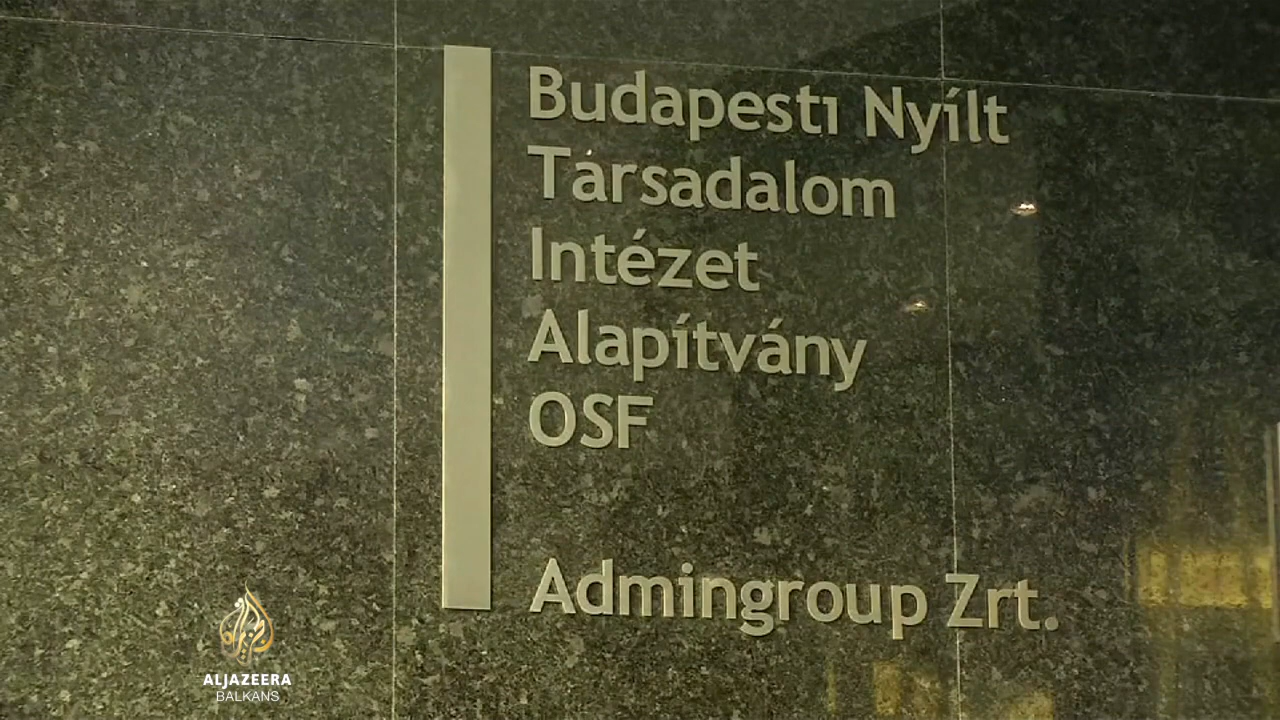 Budapesti Nyílt
Társadalom
Intézet
Alapítvány
OSF
Admingroup Zrt.
ALJAZEERA
BALKANS